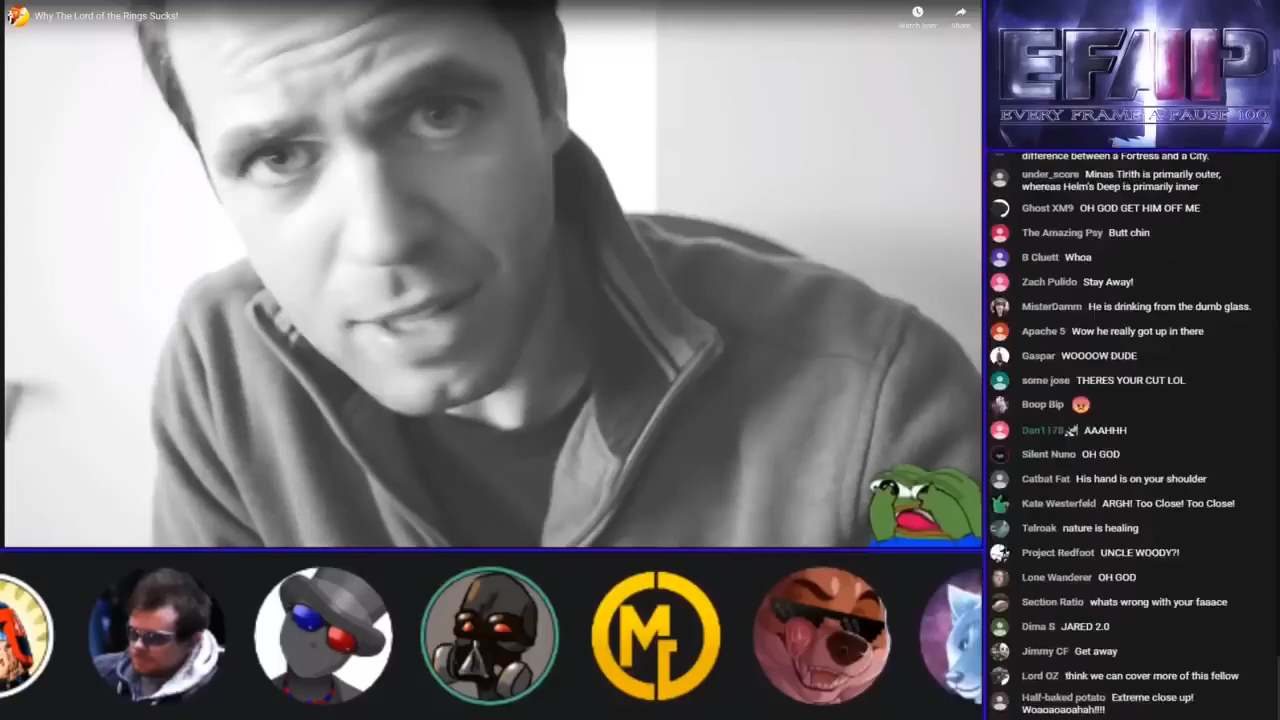 Why The Lord of the Rings Sucks!
Watch later
Share
EFAP
EVERY FRAME A PAUSE 100
difference between a Fortress and a City.
under_score Minas Tirith is primarily outer,
whereas Helm's Deep is primarily inner
Ghost XM9 OH GOD GET HIM OFF ME
The Amazing Psy Butt chin
B Cluett Whoa
Zach Pulido Stay Away!
MisterDamm He is drinking from the dumb glass.
Apache 5 Wow he really got up in there
Gaspar WOOOOW DUDE
some jose THERES YOUR CUT LOL
Boop Bip
Dan1178 AAAHHH
Silent Nuno OH GOD
Catbat Fat His hand is on your shoulder
Kate Westerfeld ARGH! Too Close! Too Close!
Telroak nature is healing
Project Redfoot UNCLE WOODY?!
Lone Wanderer OH GOD
Section Ratio whats wrong with your faaace
Dima S JARED 2.0
Jimmy CF Get away
Lord OZ think we can cover more of this fellow
Half-baked potato Extreme close up!
Woaoaoaoahah!!!!